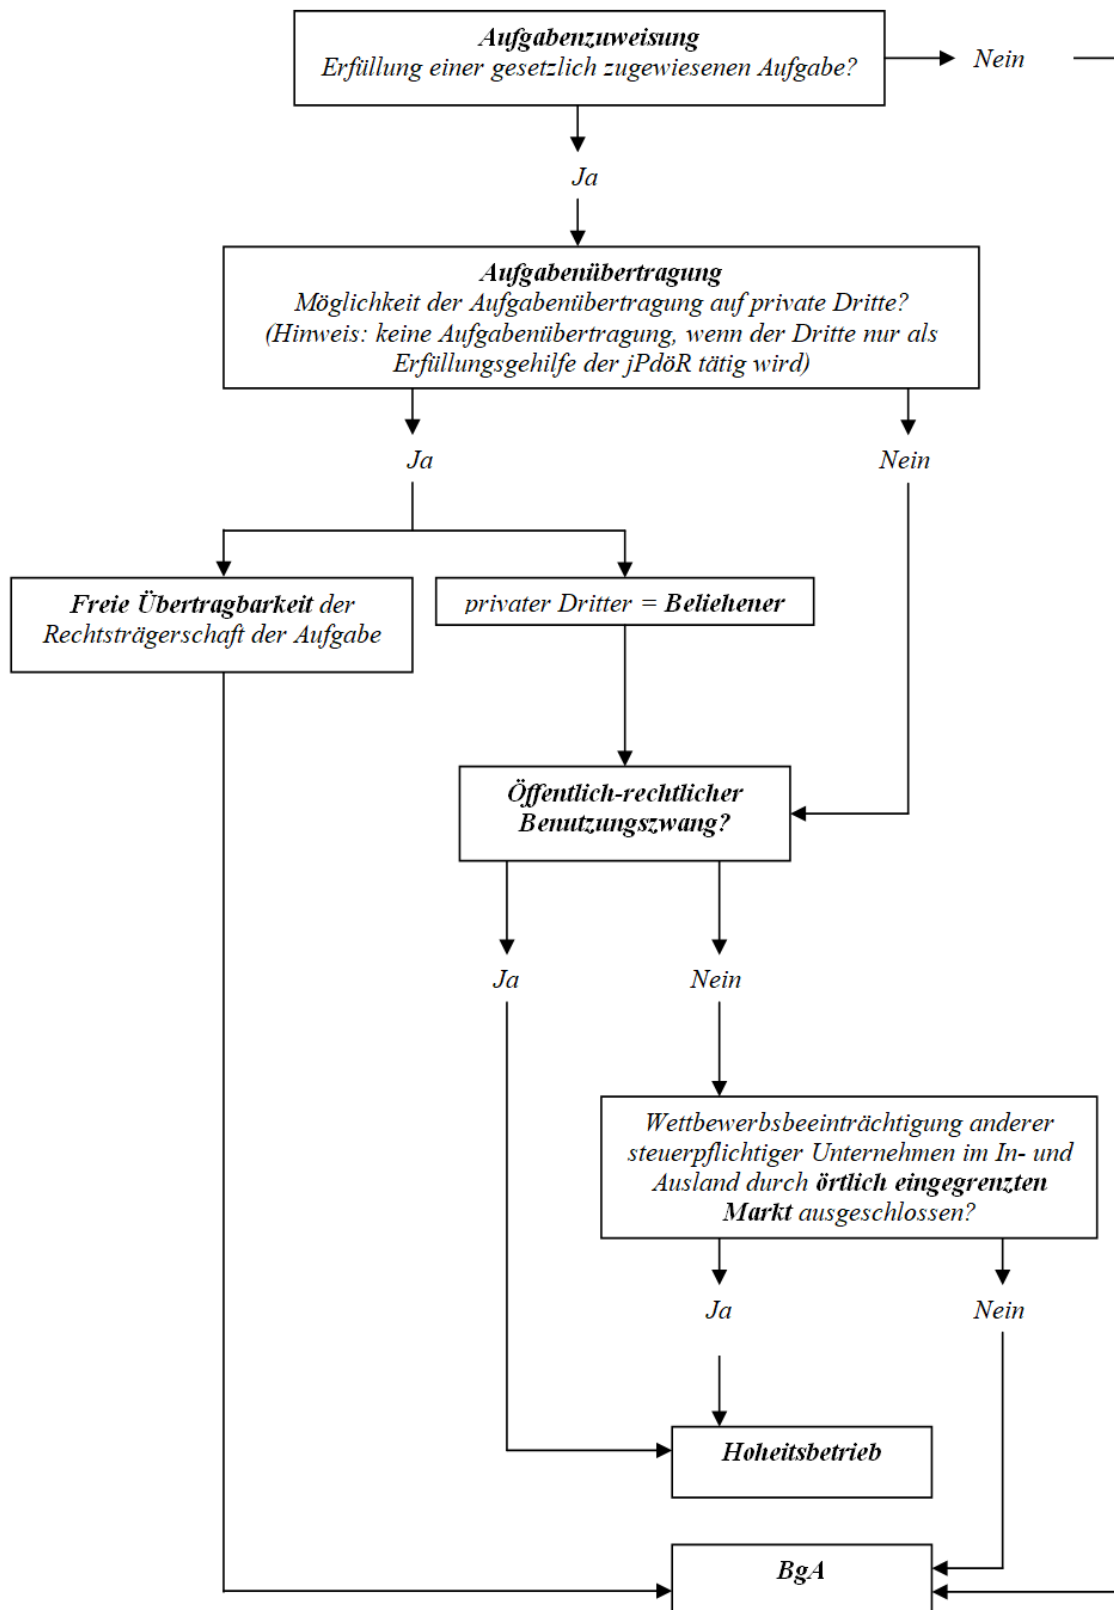 Aufgabenzuweisung
Erfüllung einer gesetzlich zugewiesenen Aufgabe?
Nein
Ja
Aufgabenübertragung
Möglichkeit der Aufgabenübertragung auf private Dritte?
(Hinweis: keine Aufgabenübertragung, wenn der Dritte nur als
Erfüllungsgehilfe der jPdöR tätig wird)
Ja
Nein
Freie Übertragbarkeit der
Rechtsträgerschaft der Aufgabe
privater Dritter = Beliehener
Öffentlich-rechtlicher
Benutzungszwang?
Ja
Nein
Wettbewerbsbeeinträchtigung anderer
steuerpflichtiger Unternehmen im In- und
Ausland durch örtlich eingegrenzten
Markt ausgeschlossen?
Ja
Nein
Hoheitsbetrieb
BgA